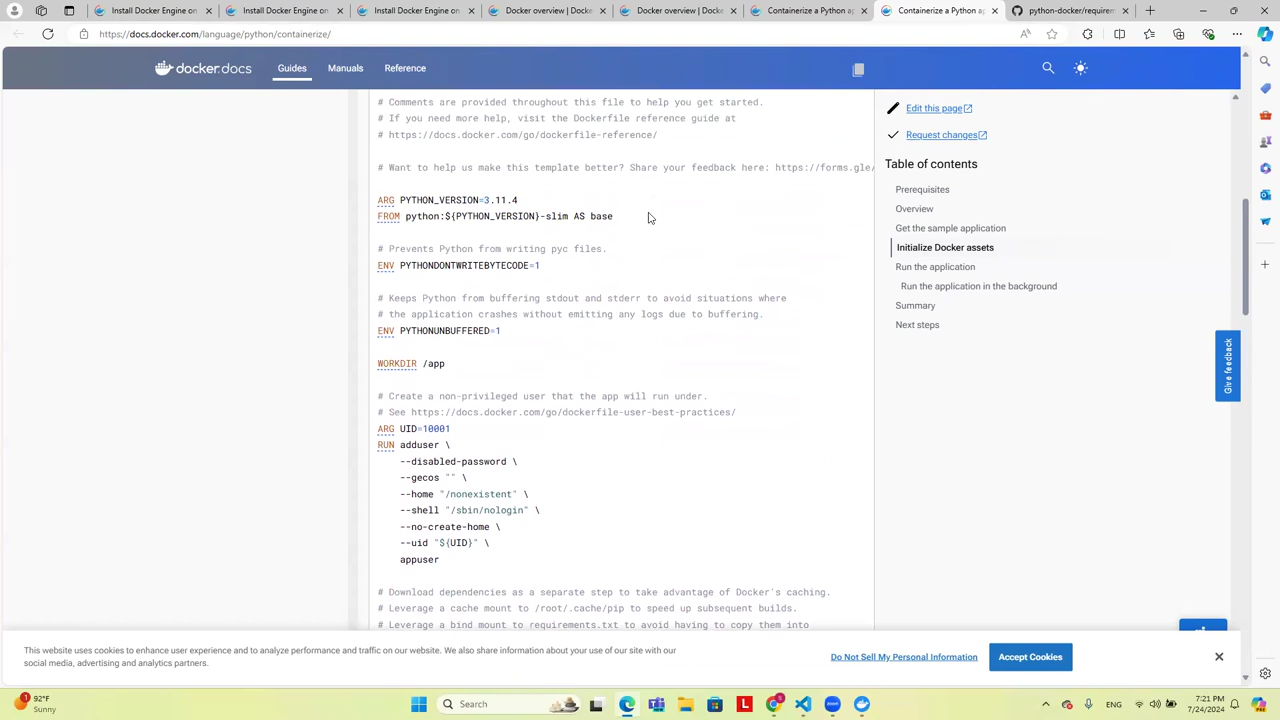 Install Docker Engine on
Install Docker Engine on
Install Docker Engine on
Docker overview | Docke
Docker overview | Docke
Containerize a Python ap
Containerize a Python ap
python-docker/require
https://docs.docker.com/language/python/containerize/
docker.docs
Guides
Manuals
Reference
# Comments are provided throughout this file to help you get started.
# If you need more help, visit the Dockerfile reference guide at
# https://docs.docker.com/go/dockerfile-reference/
# Want to help us make this template better? Share your feedback here: https://forms.gle/
ARG PYTHON_VERSION=3.11.4
FROM python:${PYTHON_VERSION}-slim AS base
# Prevents Python from writing pyc files.
ENV PYTHONDONTWRITEBYTECODE=1
# Keeps Python from buffering stdout and stderr to avoid situations where
# the application crashes without emitting any logs due to buffering.
ENV PYTHONUNBUFFERED=1
WORKDIR /app
# Create a non-privileged user that the app will run under.
# See https://docs.docker.com/go/dockerfile-user-best-practices/
ARG UID=10001
RUN adduser \
--disabled-password \
--gecos "" \
--home "/nonexistent" \
--shell "/sbin/nologin" \
--no-create-home \
--uid "${UID}" \
appuser
# Download dependencies as a separate step to take advantage of Docker's caching.
# Leverage a cache mount to /root/.cache/pip to speed up subsequent builds.
# Leverage a bind mount to requirements.txt to avoid having to copy them into
Edit this page
Request changes
Table of contents
Prerequisites
Overview
Get the sample application
Initialize Docker assets
Run the application
Run the application in the background
Summary
Next steps
Give feedback
This website uses cookies to enhance user experience and to analyze performance and traffic on our website. We also share information about your use of our site with our
social media, advertising and analytics partners.
Do Not Sell My Personal Information
Accept Cookies
1
92°F
Sunny
Search
L
zoom
ENG
7:21 PM
7/24/2024